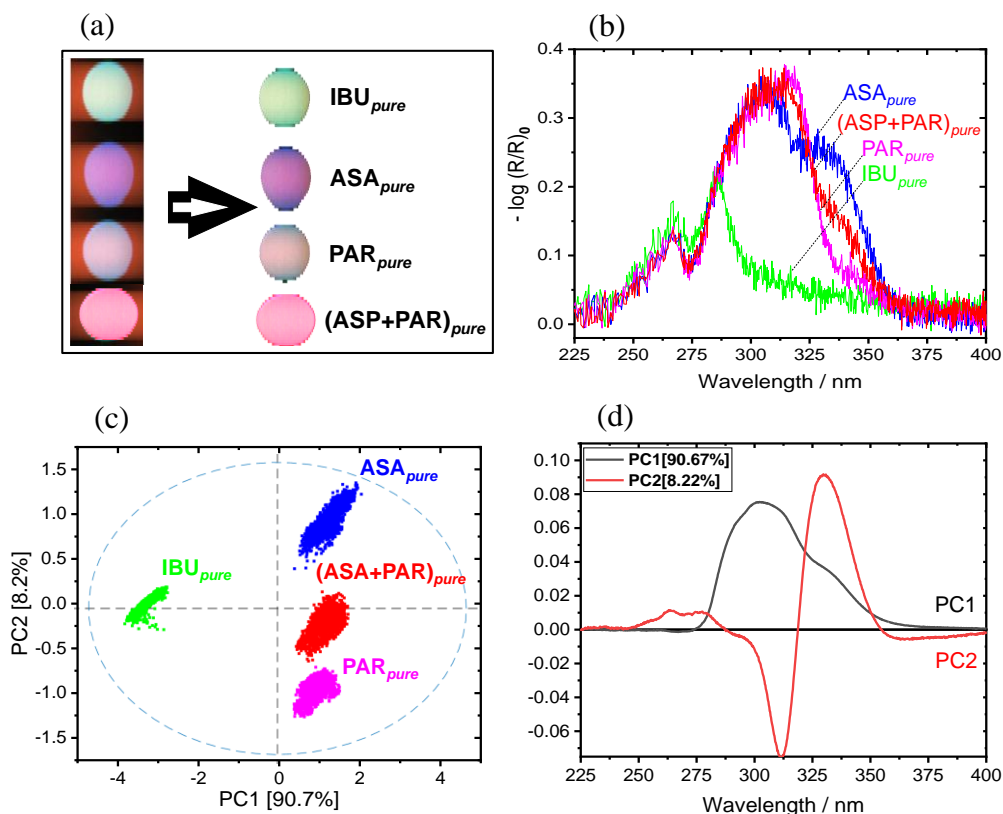 (a)
IBUpure
ASApure
PARpure
(ASP+PAR)pure
(b)
- log (R/R)0
0.4
0.3
0.2
0.1
0.0
ASApure
(ASP+PAR)pure
PARpure
IBUpure
225 250 275 300 325 350 375 400
Wavelength / nm
(c)
PC2 [8.2%]
1.5
1.0
0.5
0.0
-0.5
-1.0
-1.5
ASApure
IBUpure
(ASA+PAR)pure
PARpure
-4 -2 0 2 4
PC1 [90.7%]
(d)
0.10
0.08
0.06
0.04
0.02
0.00
-0.02
-0.04
-0.06
PC1[90.67%]
PC2[8.22%]
PC1
PC2
225 250 275 300 325 350 375 400
Wavelength / nm